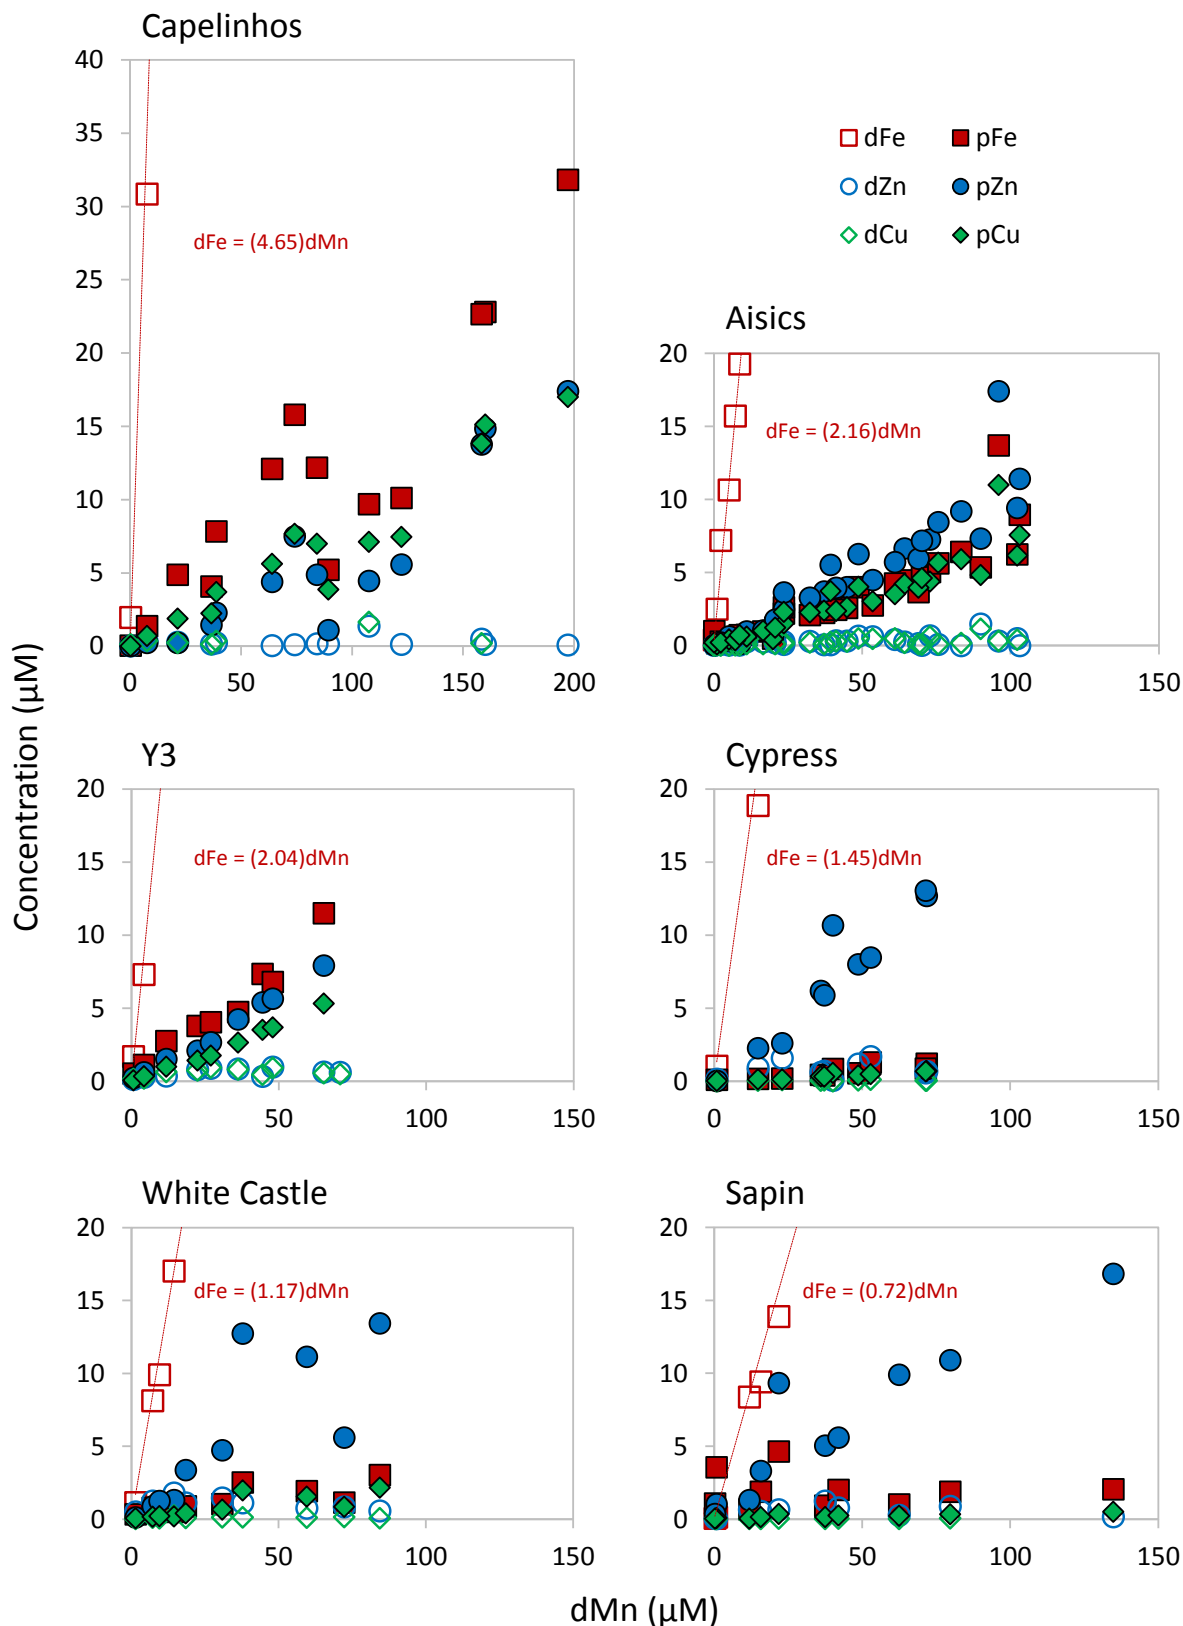 Capelinhos
40
35
30
25
20
15
10
5
0
0 50 100 150 200
dFe = (4.65)dMn
dFe pFe
dZn pZn
dCu pCu
Aisics
20
15
10
5
0
0 50 100 150
dFe = (2.16)dMn
Y3
20
15
10
5
0
0 50 100 150
dFe = (2.04)dMn
Cypress
20
15
10
5
0
0 50 100 150
dFe = (1.45)dMn
White Castle
20
15
10
5
0
0 50 100 150
dFe = (1.17)dMn
Sapin
20
15
10
5
0
0 50 100 150
dFe = (0.72)dMn
Concentration (μM)
dMn (μM)